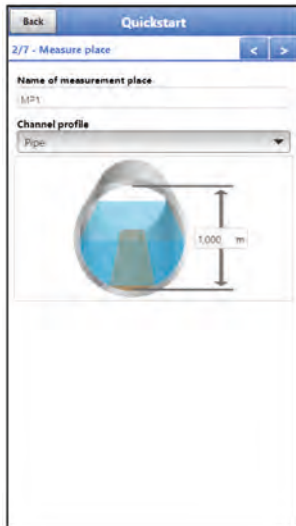 Back
Quickstart
2/7 - Measure place
< >
Name of measurement place
MP1
Channel profile
Pipe
1,000 m